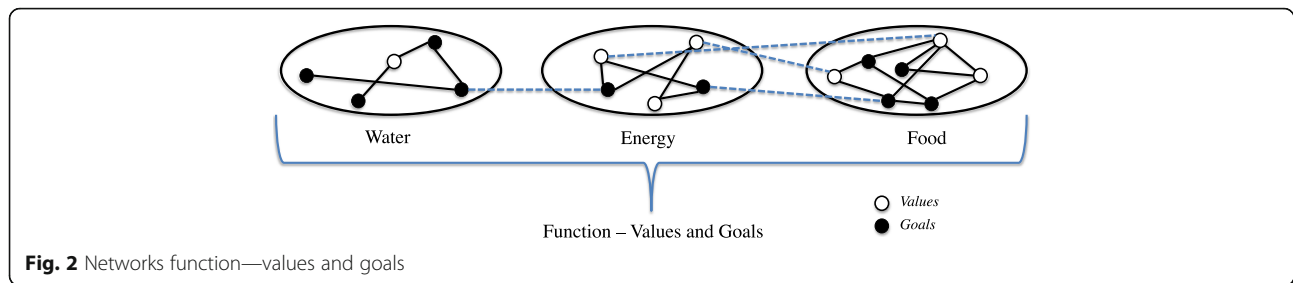 Water
Energy
Food
Values
Goals
Function – Values and Goals
Fig. 2 Networks function—values and goals